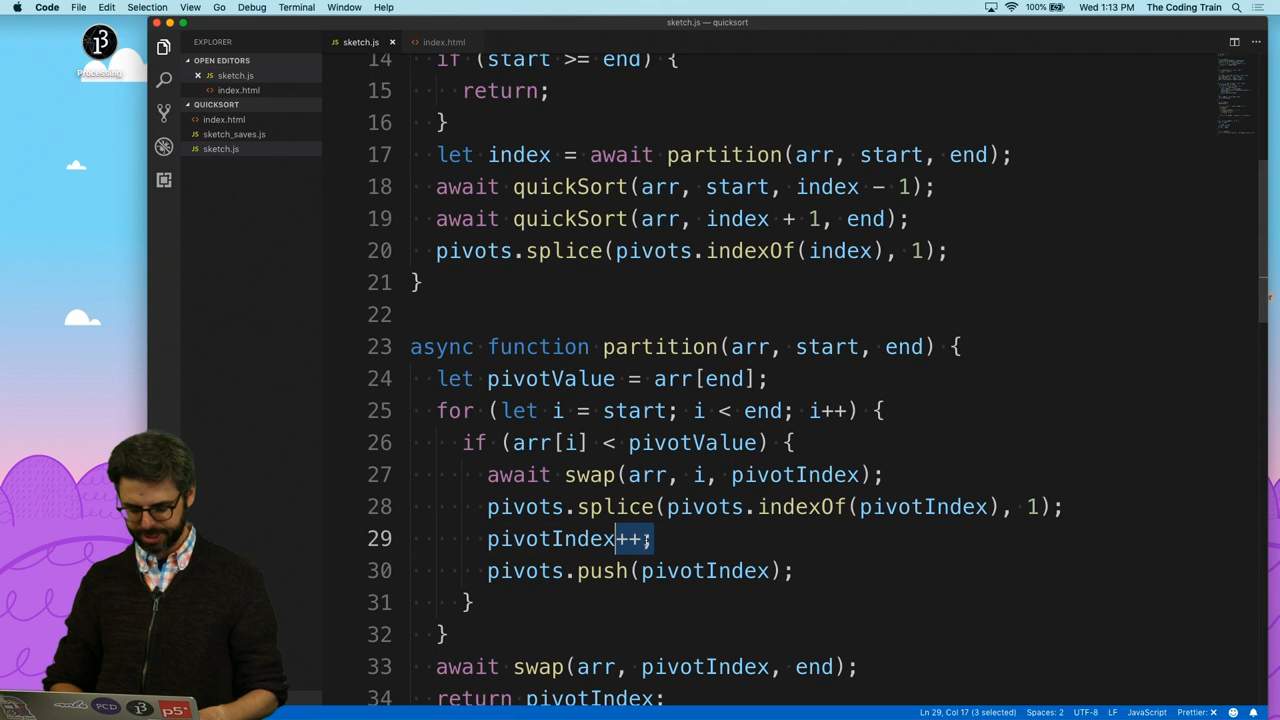 Code File Edit Selection View Go Debug Terminal Window Help
100% Wed 1:13 PM The Coding Train
sketch.js — quicksort
Processing
EXPLORER
sketch.js
index.html
OPEN EDITORS
sketch.js
index.html
QUICKSORT
index.html
sketch_saves.js
sketch.js
14 if (start >= end) {
15 return;
16 }
17 let index = await partition(arr, start, end);
18 await quickSort(arr, start, index - 1);
19 await quickSort(arr, index + 1, end);
20 pivots.splice(pivots.indexOf(index), 1);
21 }
22
23 async function partition(arr, start, end) {
24 let pivotValue = arr[end];
25 for (let i = start; i < end; i++) {
26 if (arr[i] < pivotValue) {
27 await swap(arr, i, pivotIndex);
28 pivots.splice(pivots.indexOf(pivotIndex), 1);
29 pivotIndex++;
30 pivots.push(pivotIndex);
31 }
32 }
33 await swap(arr, pivotIndex, end);
34 return pivotIndex;
PCD
p5*
Ln 29, Col 17 (3 selected) Spaces: 2 UTF-8 LF JavaScript Prettier: ×